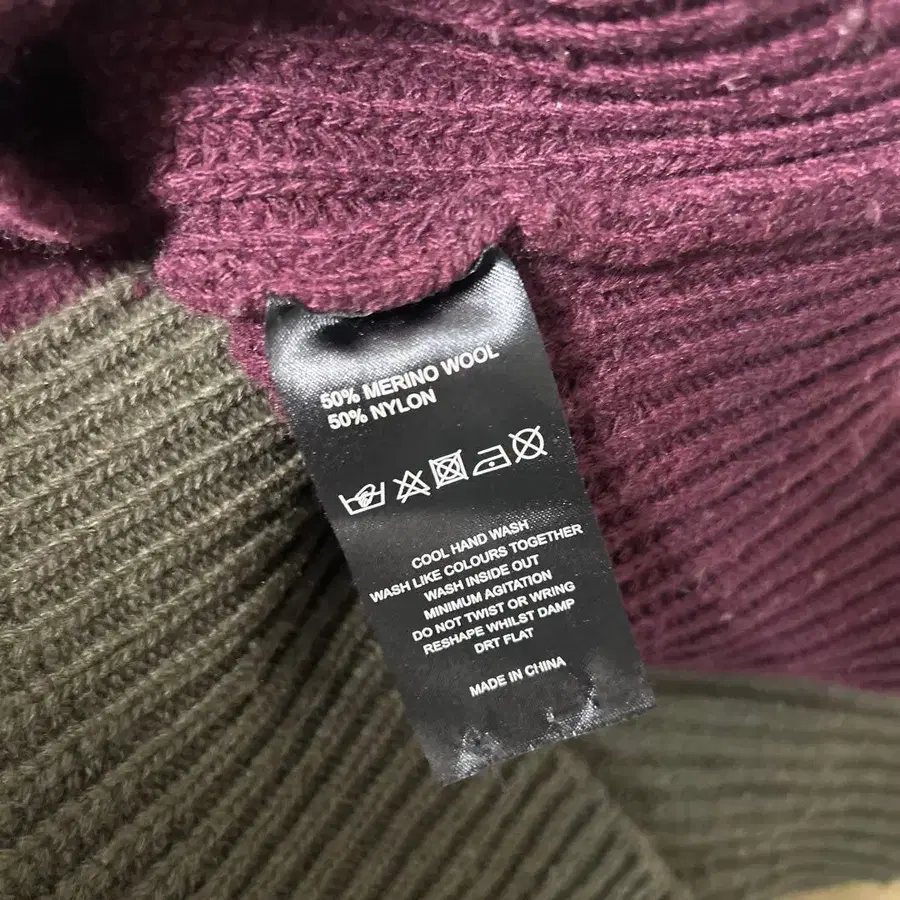 50% MERINO WOOL
50% NYLON
COOL HAND WASH
WASH LIKE COLOURS TOGETHER
WASH INSIDE OUT
MINIMUM AGITATION
DO NOT TWIST OR WRING
RESHAPE WHILST DAMP
DRT FLAT
MADE IN CHINA